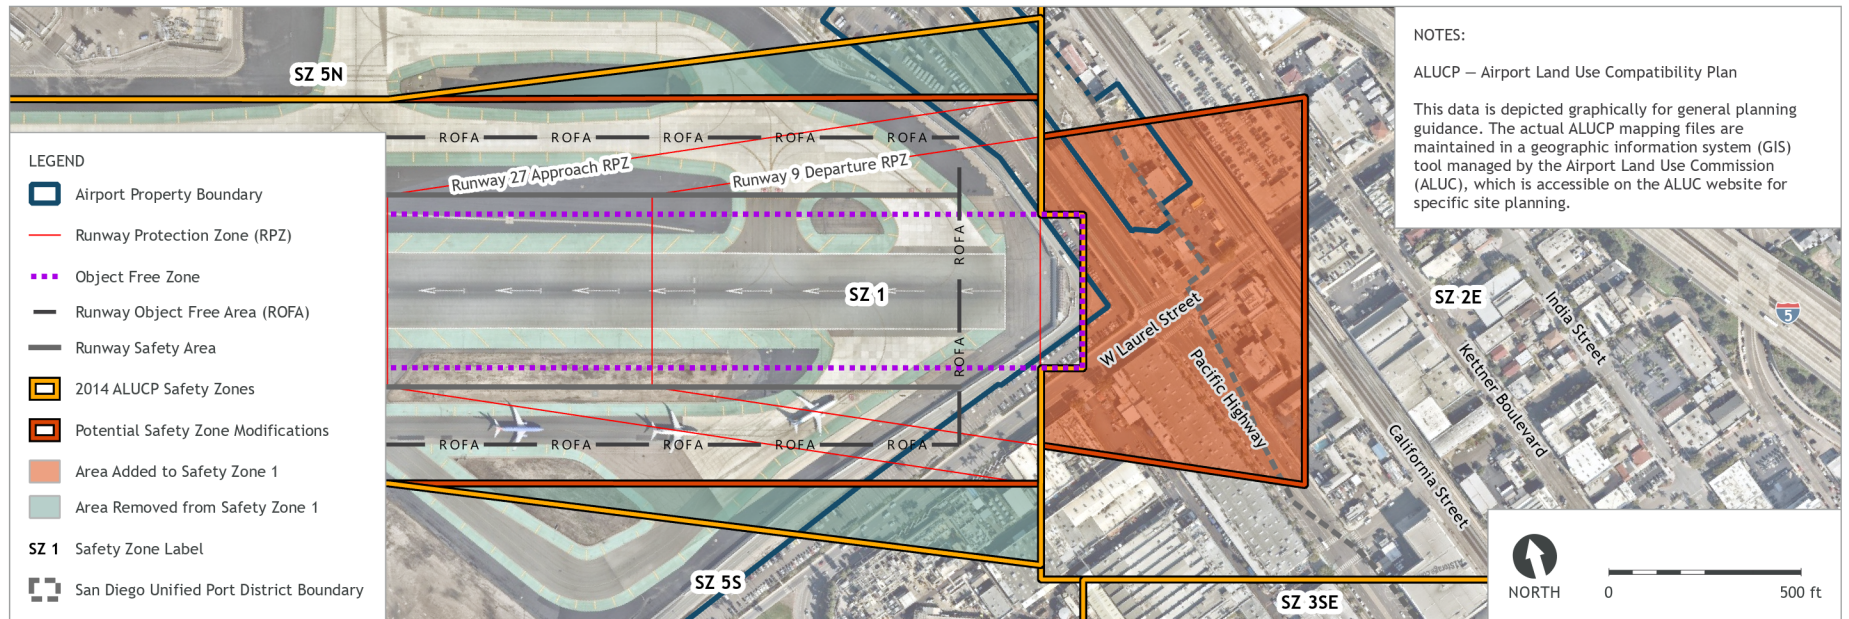 SZ 5N
ROFA ROFA ROFA ROFA ROFA
Runway 27 Approach RPZ
Runway 9 Departure RPZ
ROFA
SZ 1
ROFA
ROFA ROFA ROFA ROFA ROFA
SZ 5S
W Laurel Street
Pacific Highway
SZ 2E
India Street
Kettner Boulevard
California Street
5
SZ 3SE
LEGEND
Airport Property Boundary
Runway Protection Zone (RPZ)
Object Free Zone
Runway Object Free Area (ROFA)
Runway Safety Area
2014 ALUCP Safety Zones
Potential Safety Zone Modifications
Area Added to Safety Zone 1
Area Removed from Safety Zone 1
SZ 1 Safety Zone Label
San Diego Unified Port District Boundary
NOTES:
ALUCP — Airport Land Use Compatibility Plan
This data is depicted graphically for general planning
guidance. The actual ALUCP mapping files are
maintained in a geographic information system (GIS)
tool managed by the Airport Land Use Commission
(ALUC), which is accessible on the ALUC website for
specific site planning.
NORTH
0 500 ft